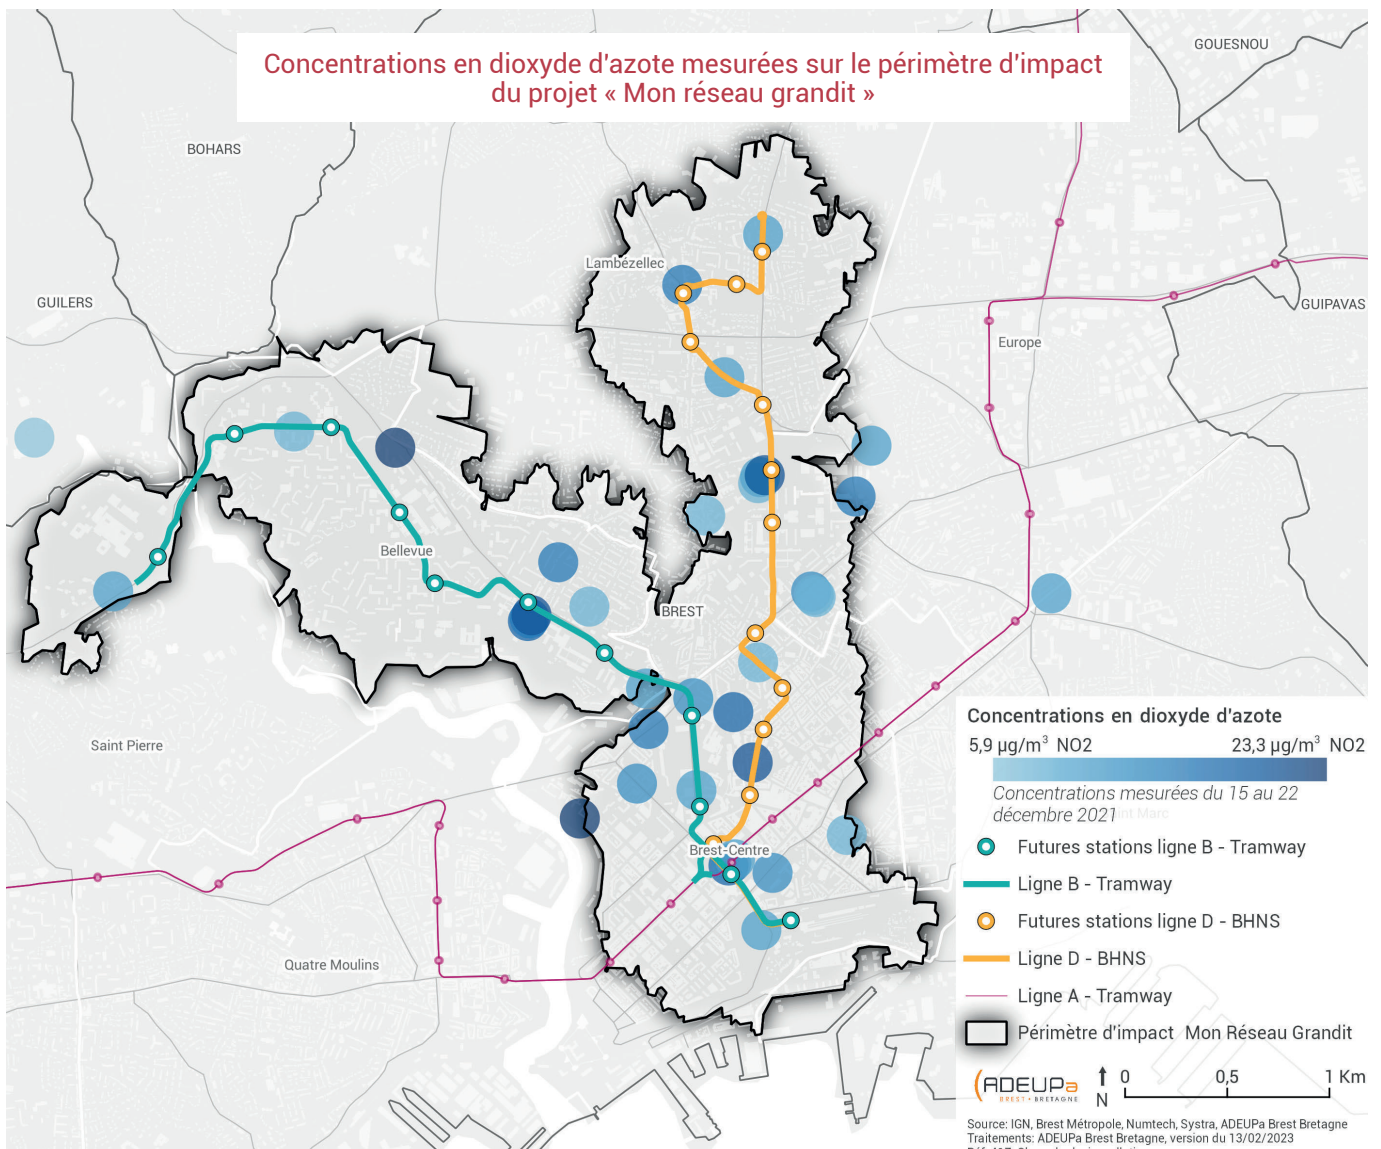 Concentrations en dioxyde d'azote mesurées sur le périmètre d'impact
du projet « Mon réseau grandit »
GOUESNOU
BOHARS
Lambézellec
GUILERS
GUIPAVAS
Europe
Bellevue
BREST
Saint Pierre
Brest-Centre
Quatre Moulins
Concentrations en dioxyde d'azote
5,9 µg/m³ NO2 23,3 µg/m³ NO2
Concentrations mesurées du 15 au 22
décembre 2021
Marc
Futures stations ligne B - Tramway
Ligne B - Tramway
Futures stations ligne D - BHNS
Ligne D - BHNS
Ligne A - Tramway
Périmètre d'impact Mon Réseau Grandit
ADEUPa
BREST • BRETAGNE
N
0 0,5 1 Km
Source: IGN, Brest Métropole, Numtech, Systra, ADEUPa Brest Bretagne
Traitements: ADEUPa Brest Bretagne, version du 13/02/2023